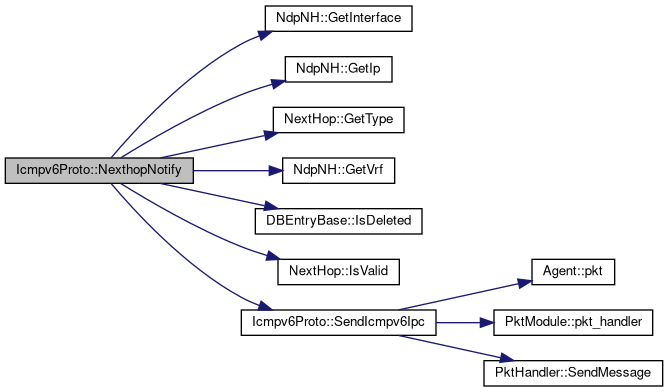 NdpNH::GetInterface
NdpNH::GetIp
NextHop::GetType
Icmpv6Proto::NexthopNotify
NdpNH::GetVrf
DBEntryBase::IsDeleted
NextHop::IsValid
Agent::pkt
Icmpv6Proto::SendIcmpv6Ipc
PktModule::pkt_handler
PktHandler::SendMessage